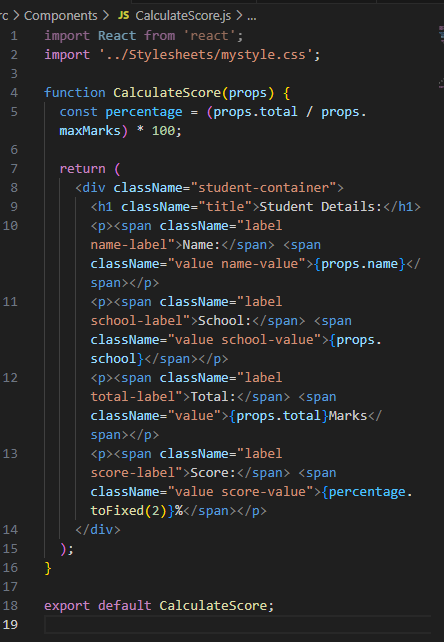 rc > Components > JS CalculateScore.js > ...
1 import React from 'react';
2 import '../Stylesheets/mystyle.css';
3
4 function CalculateScore(props) {
5 const percentage = (props.total / props.
maxMarks) * 100;
6
7 return (
8 <div className="student-container">
9 <h1 className="title">Student Details:</h1>
10 <p><span className="label
name-label">Name:</span> <span
className="value name-value">{props.name}</
span></p>
11 <p><span className="label
school-label">School:</span> <span
className="value school-value">{props.
school}</span></p>
12 <p><span className="label
total-label">Total:</span> <span
className="value">{props.total}Marks</
span></p>
13 <p><span className="label
score-label">Score:</span> <span
className="value score-value">{percentage.
toFixed(2)}%</span></p>
14 </div>
15 );
16 }
17
18 export default CalculateScore;
19